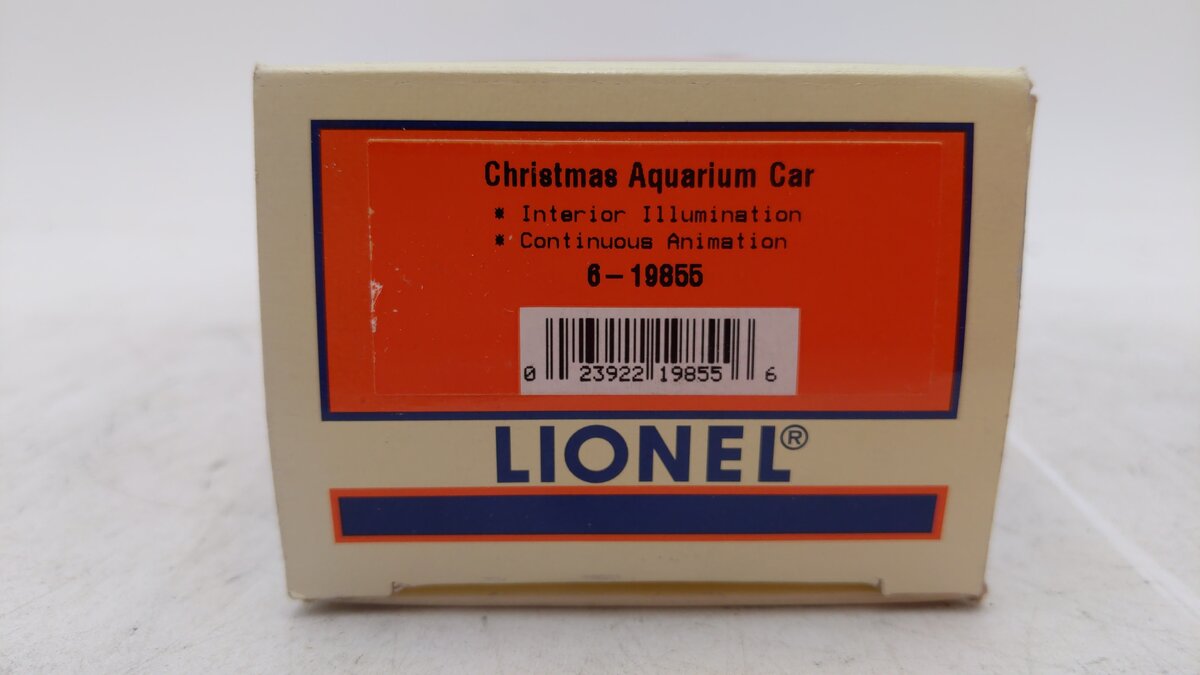 Christmas Aquarium Car
* Interior Illumination
* Continuous Animation
6-19855
0 23922 19855 6
LIONEL®